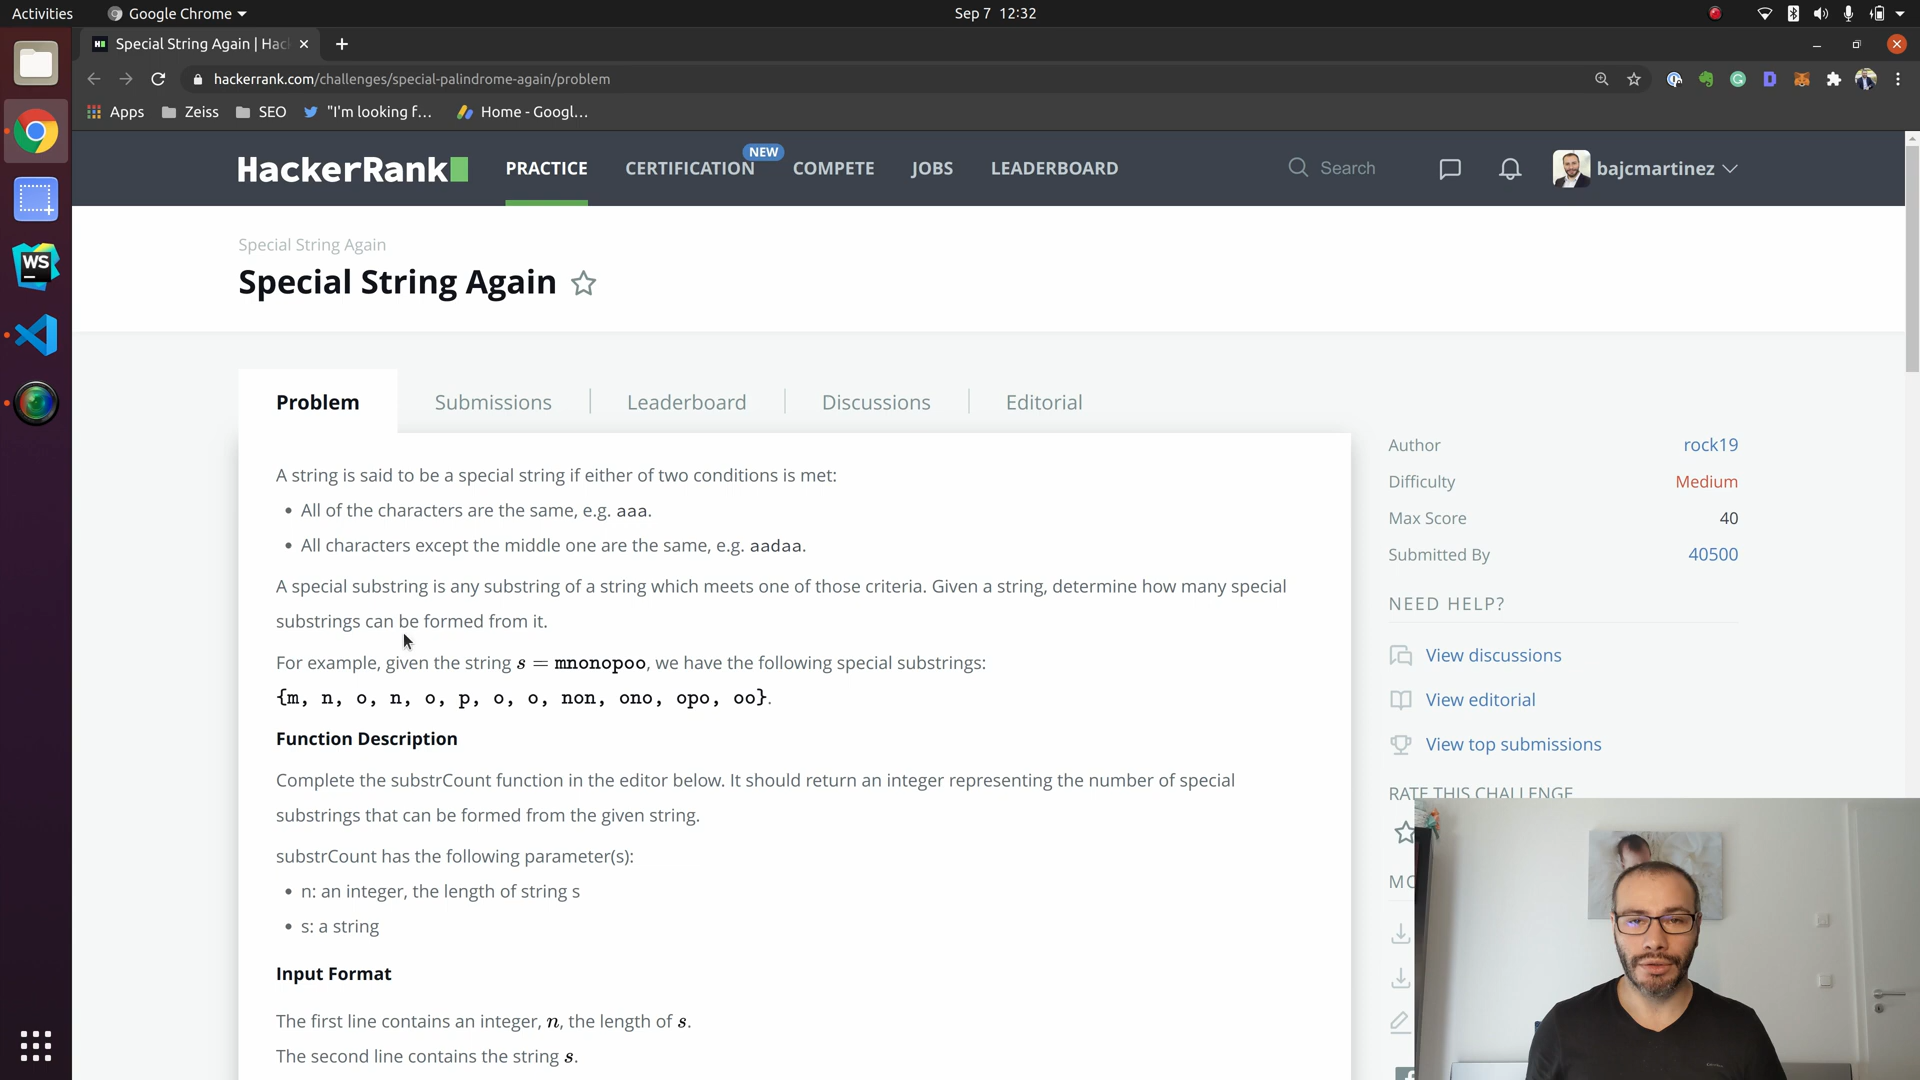 Activities
Google Chrome
Sep 7 12:32
Special String Again | Hac
hackerrank.com/challenges/special-palindrome-again/problem
Apps
Zeiss
SEO
"I'm looking f…
Home - Googl…
HackerRank
PRACTICE
CERTIFICATION
NEW
COMPETE
JOBS
LEADERBOARD
Search
bajcmartinez
Special String Again
Special String Again
Problem
Submissions
Leaderboard
Discussions
Editorial
A string is said to be a special string if either of two conditions is met:
• All of the characters are the same, e.g. aaa.
• All characters except the middle one are the same, e.g. aadaa.
A special substring is any substring of a string which meets one of those criteria. Given a string, determine how many special
substrings can be formed from it.
For example, given the string s = mnonopoo, we have the following special substrings:
{m, n, o, n, o, p, o, o, non, ono, opo, oo}.
Function Description
Complete the substrCount function in the editor below. It should return an integer representing the number of special
substrings that can be formed from the given string.
substrCount has the following parameter(s):
• n: an integer, the length of string s
• s: a string
Input Format
The first line contains an integer, n, the length of s.
The second line contains the string s.
Author
rock19
Difficulty
Medium
Max Score
40
Submitted By
40500
NEED HELP?
View discussions
View editorial
View top submissions
RATE THIS CHALLENGE
MO
WS